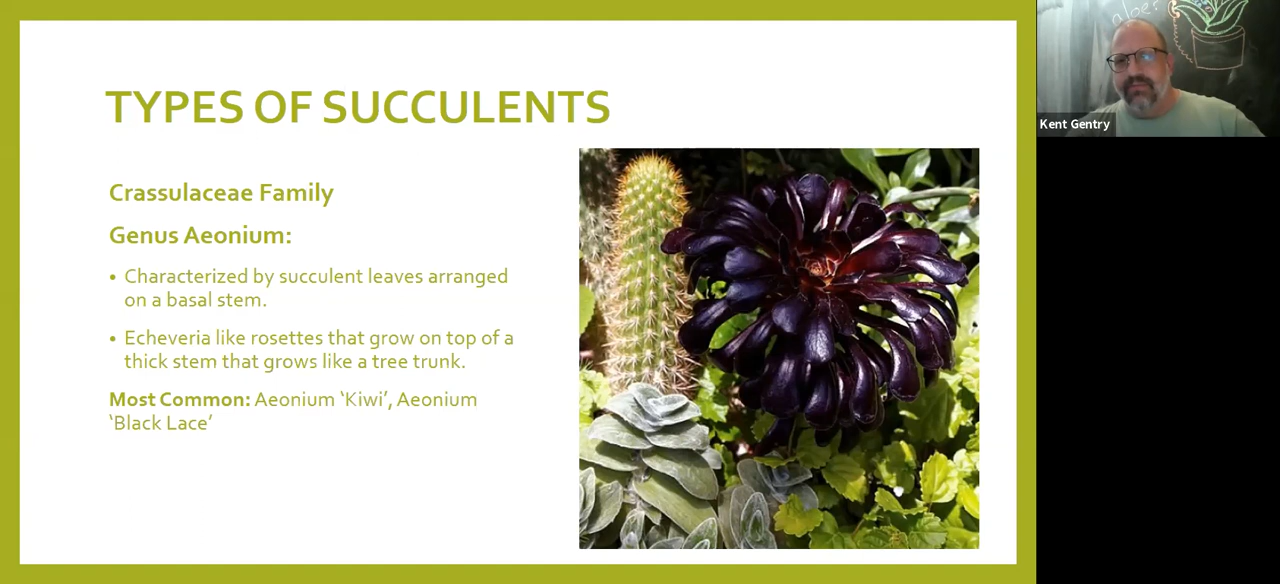 TYPES OF SUCCULENTS
Crassulaceae Family
Genus Aeonium:
• Characterized by succulent leaves arranged
on a basal stem.
• Echeveria like rosettes that grow on top of a
thick stem that grows like a tree trunk.
Most Common: Aeonium ‘Kiwi’, Aeonium
‘Black Lace’
aloe?
Kent Gentry